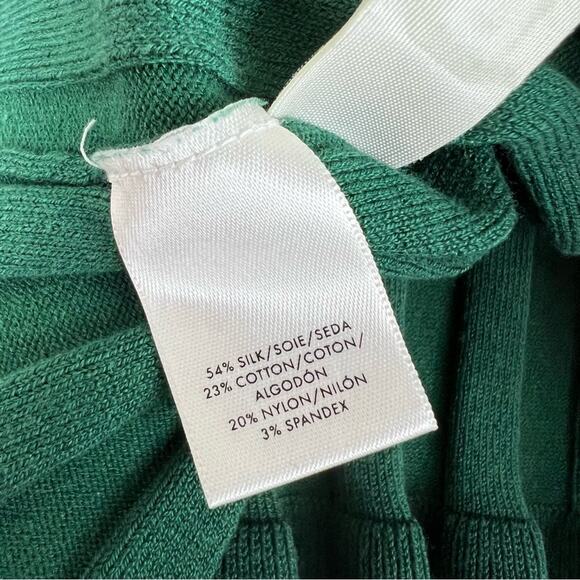 54% SILK/SOIE/SEDA
23% COTTON/COTON/
ALGODÓN
20% NYLON/NILÓN
3% SPANDEX